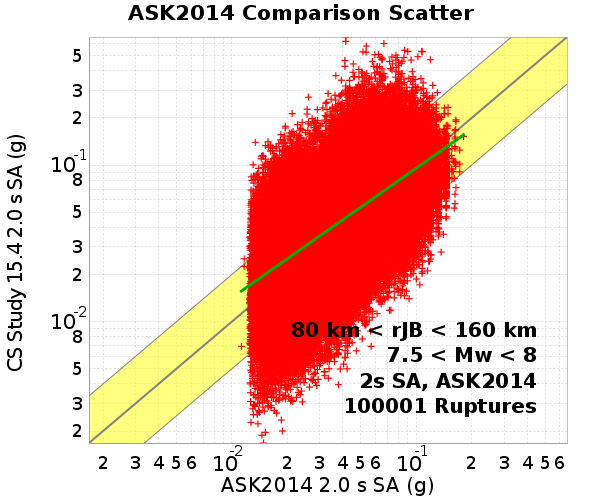 ASK2014 Comparison Scatter
CS Study 15.4 2.0 s SA (g)
5
3
2
10-1
8
5
3
2
10-2
8
5
3
2
80 km < rJB < 160 km
7.5 < Mw < 8
2s SA, ASK2014
100001 Ruptures
2 3 4 5 6 10-2 2 3 4 5 6 10-1 2 3 4 5 6
ASK2014 2.0 s SA (g)